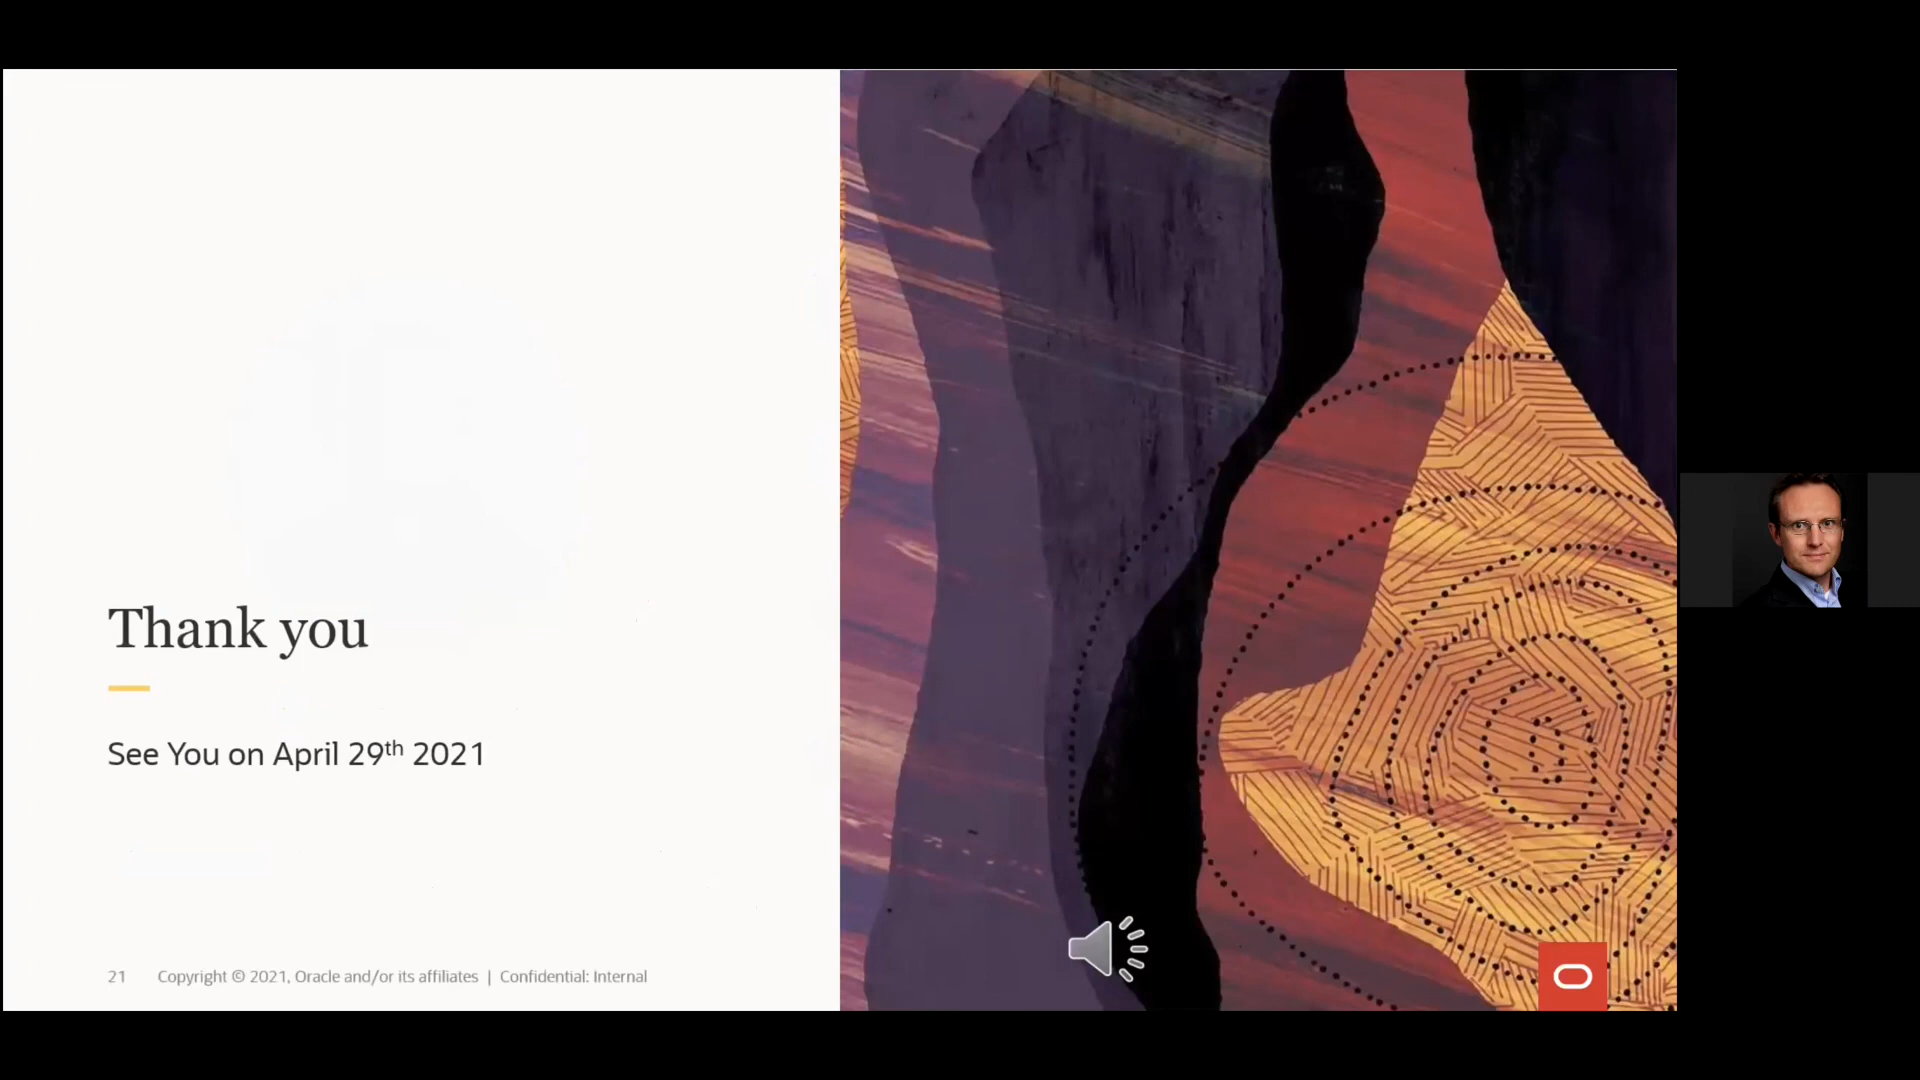 Thank you
See You on April 29th 2021
21 Copyright © 2021, Oracle and/or its affiliates | Confidential: Internal